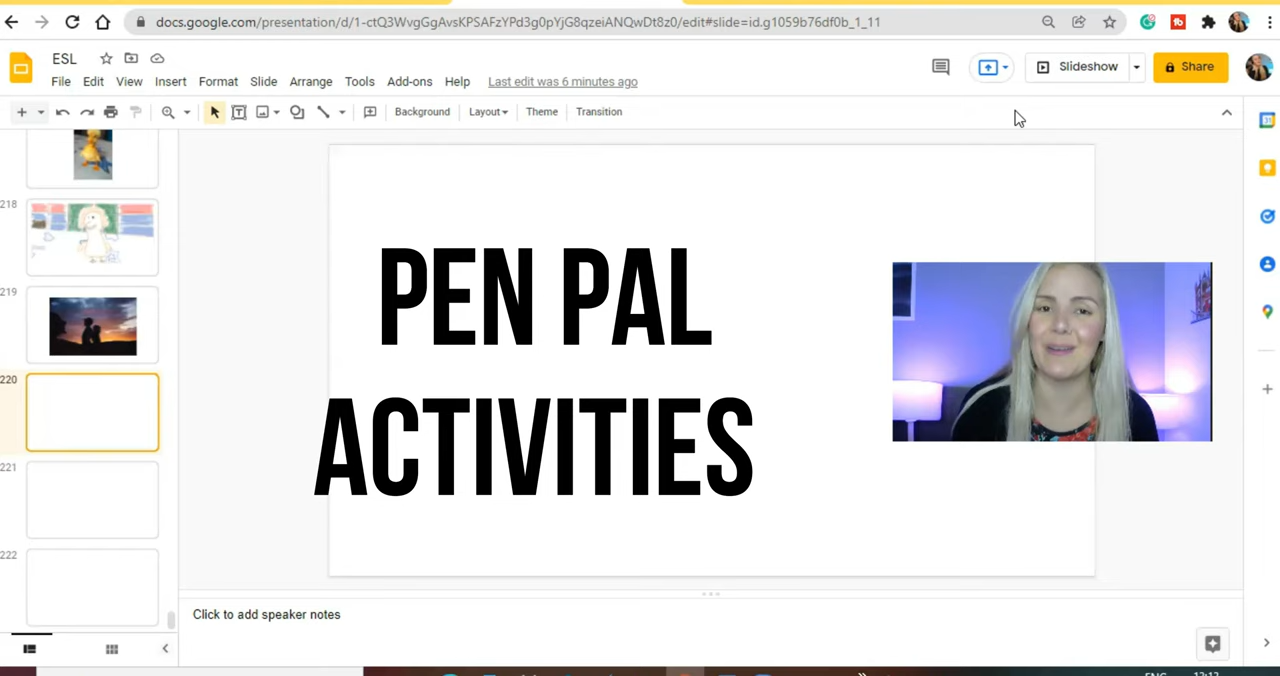 docs.google.com/presentation/d/1-ctQ3WvgGgAvsKPSAFzYPd3g0pYjG8qzeiANQwDt8z0/edit#slide=id.g1059b76df0b_1_11
ESL
File Edit View Insert Format Slide Arrange Tools Add-ons Help Last edit was 6 minutes ago
Slideshow
Share
Background Layout Theme Transition
218
219
220
221
222
PEN PAL
ACTIVITIES
Click to add speaker notes